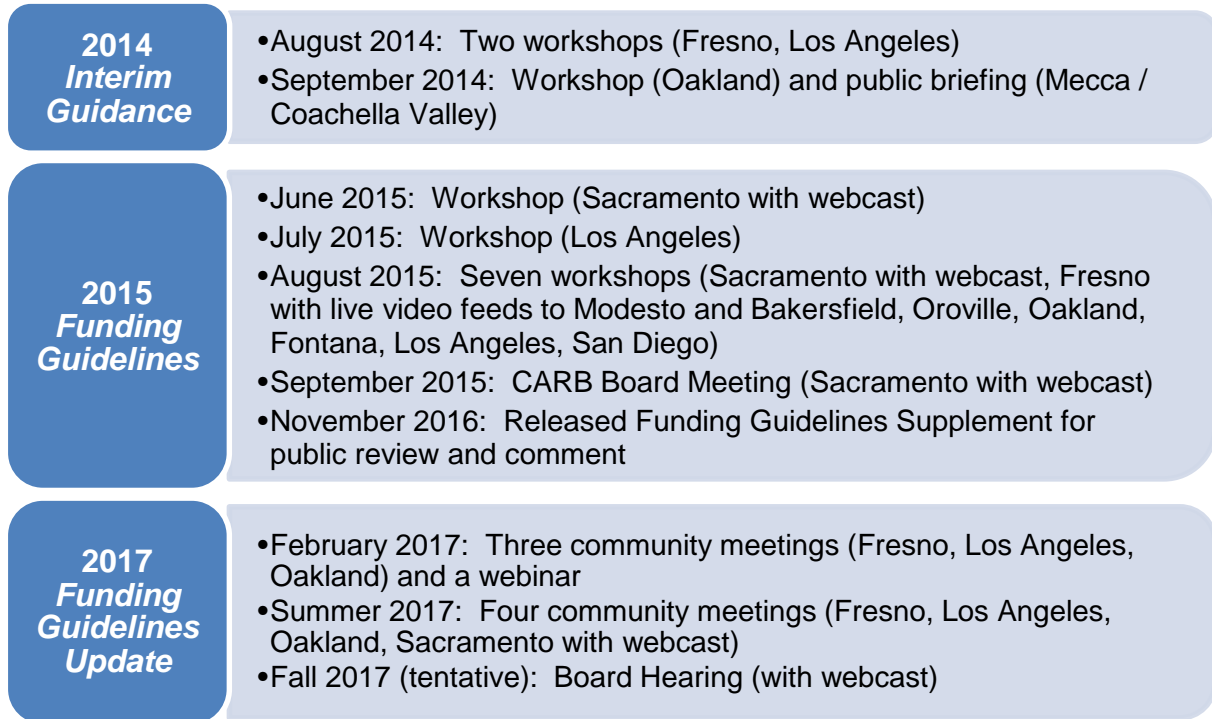 2014
Interim
Guidance
•August 2014:  Two workshops (Fresno, Los Angeles)
•September 2014:  Workshop (Oakland) and public briefing (Mecca /
Coachella Valley)
2015
Funding
Guidelines
•June 2015:  Workshop (Sacramento with webcast)
•July 2015:  Workshop (Los Angeles)
•August 2015:  Seven workshops (Sacramento with webcast, Fresno
with live video feeds to Modesto and Bakersfield, Oroville, Oakland,
Fontana, Los Angeles, San Diego)
•September 2015:  CARB Board Meeting (Sacramento with webcast)
•November 2016:  Released Funding Guidelines Supplement for
public review and comment
2017
Funding
Guidelines
Update
•February 2017:  Three community meetings (Fresno, Los Angeles,
Oakland) and a webinar
•Summer 2017:  Four community meetings (Fresno, Los Angeles,
Oakland, Sacramento with webcast)
•Fall 2017 (tentative):  Board Hearing (with webcast)